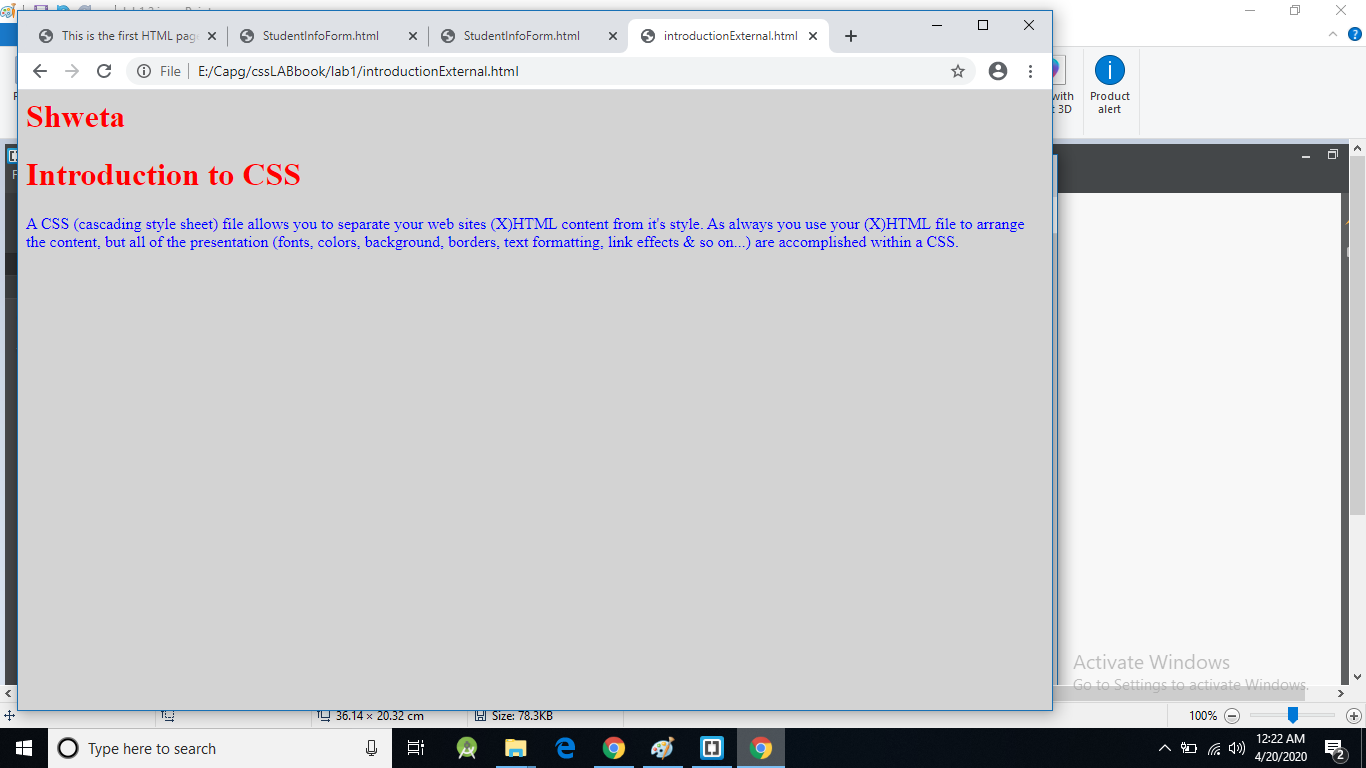 This is the first HTML pag
StudentInfoForm.html
StudentInfoForm.html
introductionExternal.html
File
E:/Capg/cssLABbook/lab1/introductionExternal.html
Shweta
Introduction to CSS
A CSS (cascading style sheet) file allows you to separate your web sites (X)HTML content from it's style. As always you use your (X)HTML file to arrange
the content, but all of the presentation (fonts, colors, background, borders, text formatting, link effects & so on...) are accomplished within a CSS.
with
3D
Product
alert
Activate Windows
Go to Settings to activate Windows.
36.14 × 20.32 cm
Size: 78.3KB
100%
Type here to search
12:22 AM
4/20/2020
2